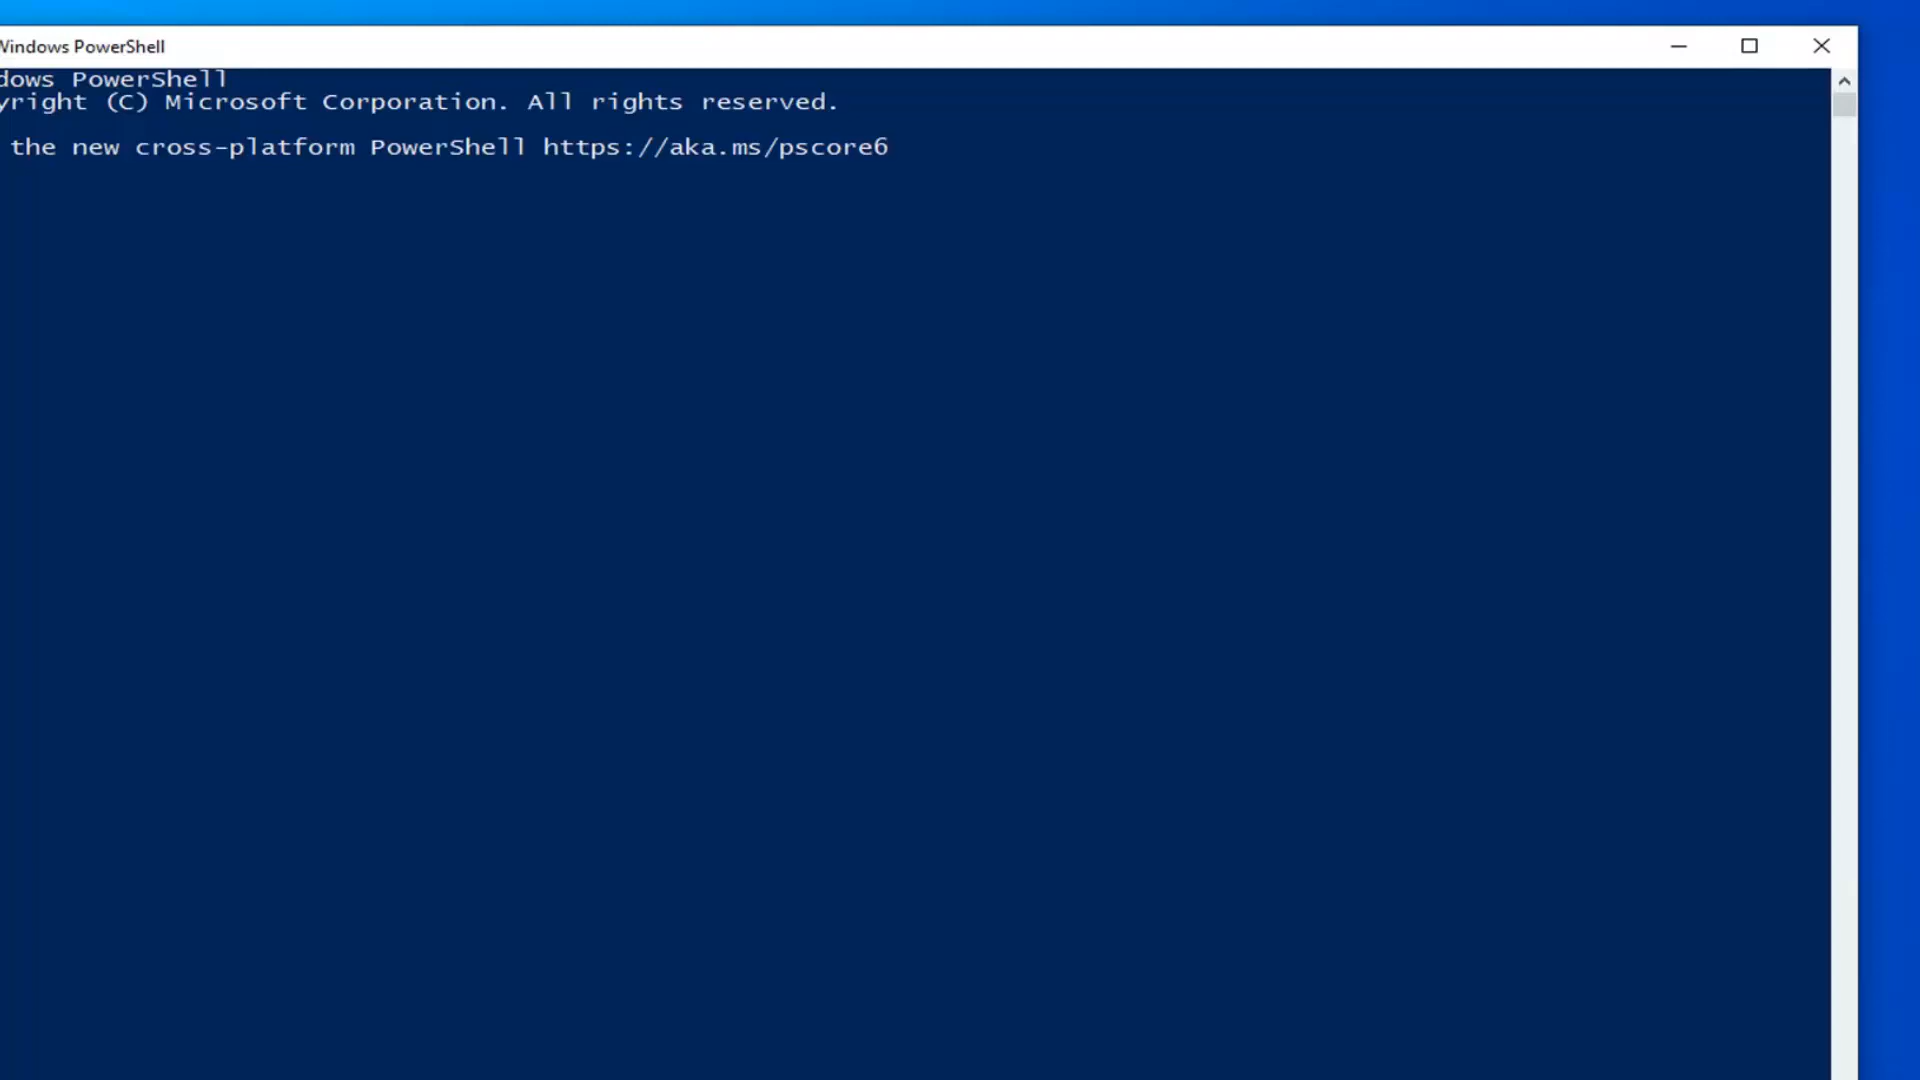 Windows PowerShell
dows PowerShell
yright (C) Microsoft Corporation. All rights reserved.
the new cross-platform PowerShell https://aka.ms/pscore6